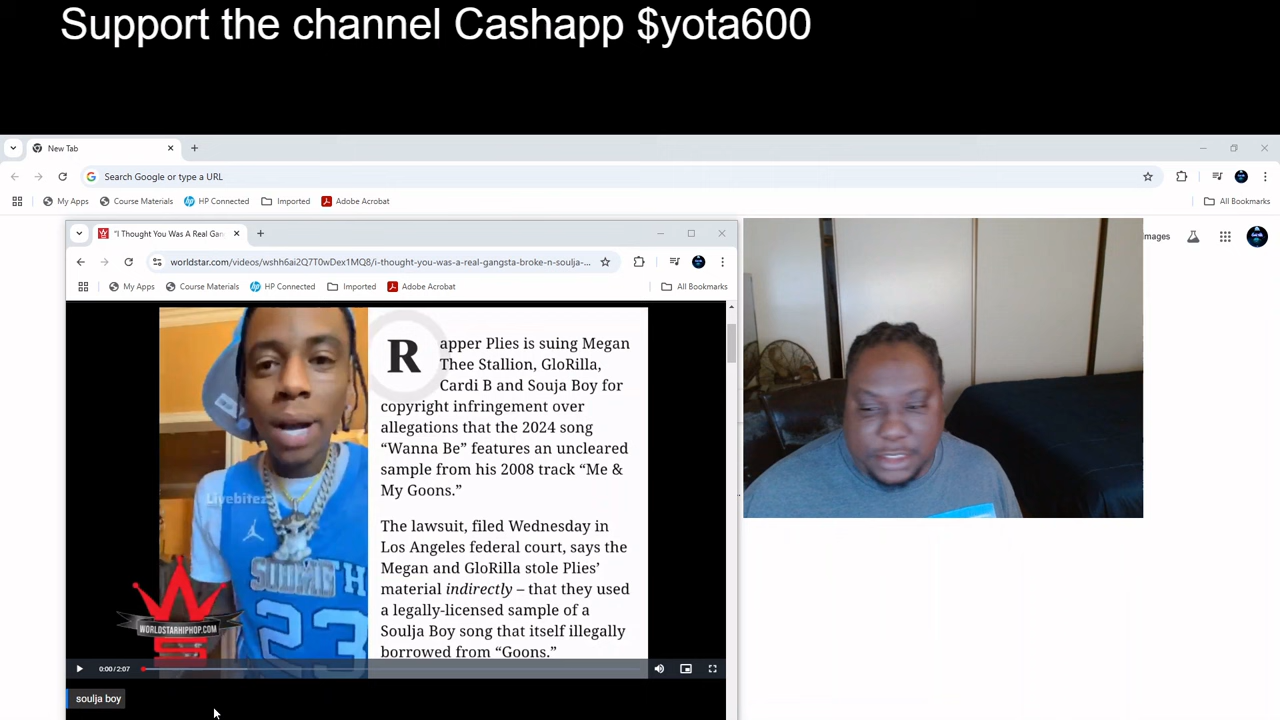 Support the channel Cashapp $yota600
New Tab
Search Google or type a URL
My Apps
Course Materials
HP Connected
Imported
Adobe Acrobat
All Bookmarks
Images
"I Thought You Was A Real Gan
worldstar.com/videos/wshh6ai2Q7T0wDex1MQ8/i-thought-you-was-a-real-gangsta-broke-n-soulja-...
My Apps
Course Materials
HP Connected
Imported
Adobe Acrobat
All Bookmarks
Rapper Plies is suing Megan
Thee Stallion, GloRilla,
Cardi B and Souja Boy for
copyright infringement over
allegations that the 2024 song
“Wanna Be” features an uncleared
sample from his 2008 track “Me &
My Goons.”
The lawsuit, filed Wednesday in
Los Angeles federal court, says the
Megan and GloRilla stole Plies’
material indirectly – that they used
a legally-licensed sample of a
Soulja Boy song that itself illegally
borrowed from “Goons.”
Livebitez
23
WORLDSTARHIPHOP.COM
0:00 / 2:07
soulja boy